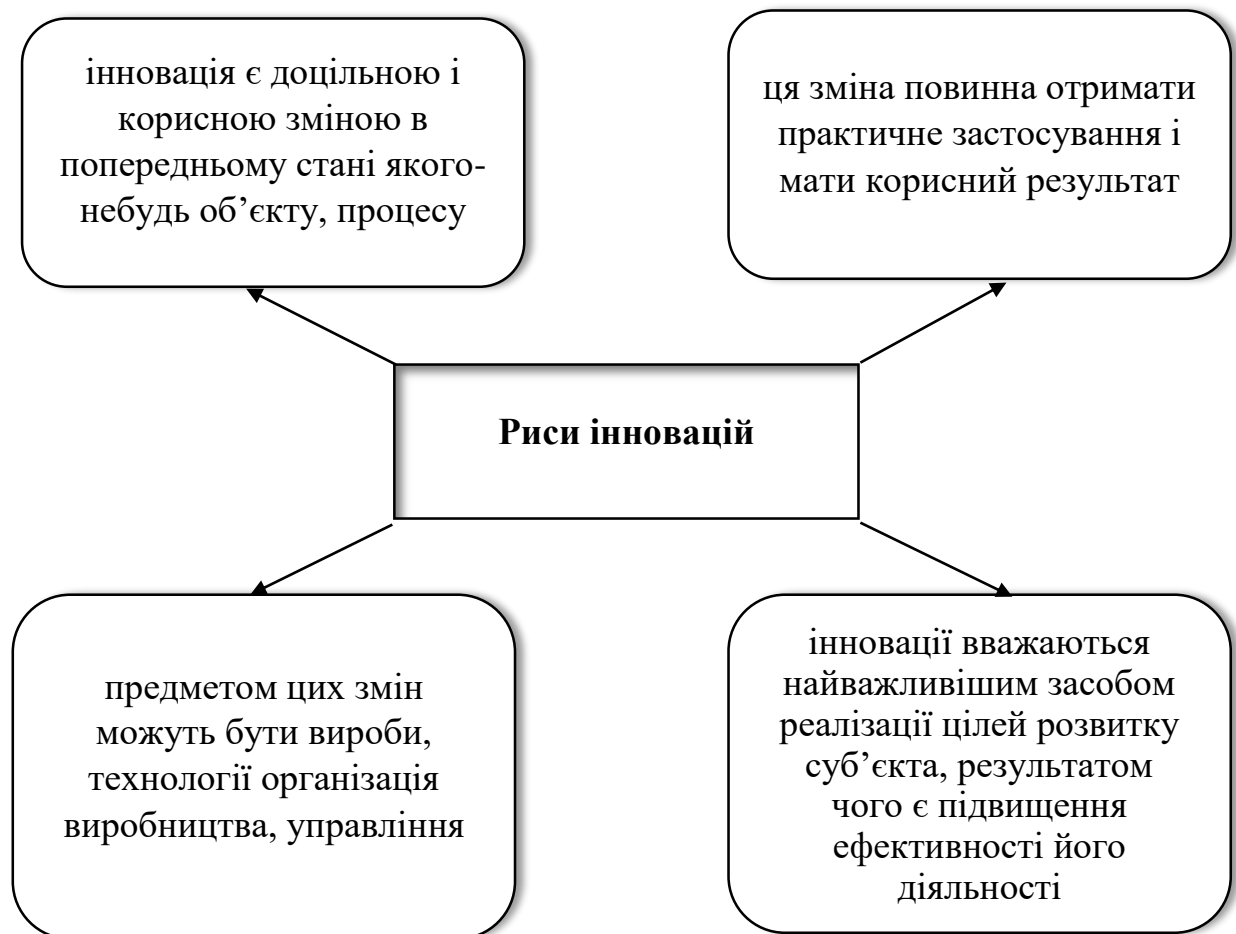 інновація є доцільною і
корисною зміною в
попередньому стані якого-
небудь об’єкту, процесу
ця зміна повинна отримати
практичне застосування і
мати корисний результат
Риси інновацій
предметом цих змін
можуть бути вироби,
технології організація
виробництва, управління
інновації вважаються
найважливішим засобом
реалізації цілей розвитку
суб’єкта, результатом
чого є підвищення
ефективності його
діяльності